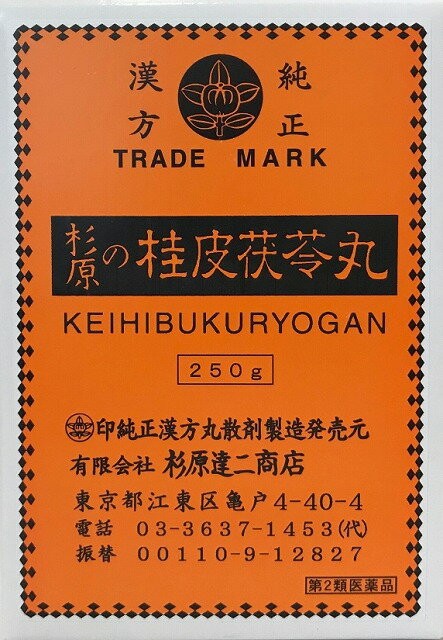 純正
漢方
TRADE MARK
杉原の桂皮茯苓丸
KEIHIBUKURYOGAN
250g
印純正漢方丸散剤製造発売元
有限会社 杉原達二商店
東京都江東区亀戸4-40-4
電話 03-3637-1453(代)
振替 00110-9-12827
第2類医薬品